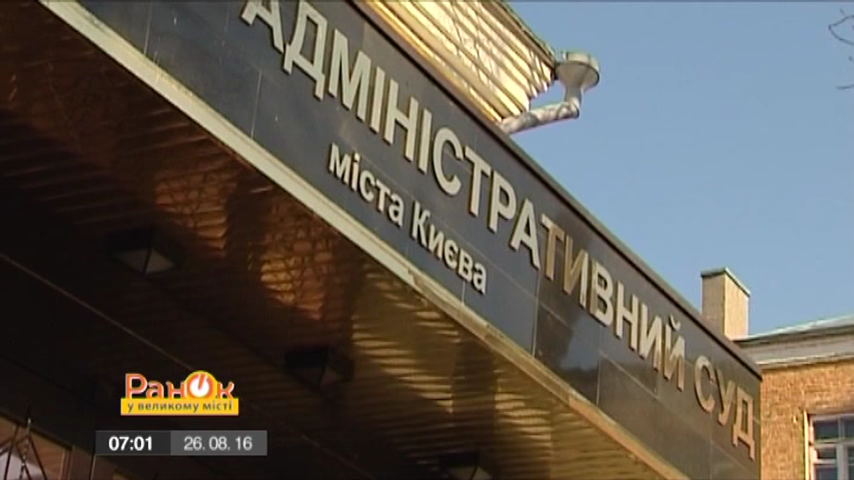 АДМІНІСТРАТИВНИЙ СУД
міста Києва
Ранок
у великому місті
07:01 26.08.16